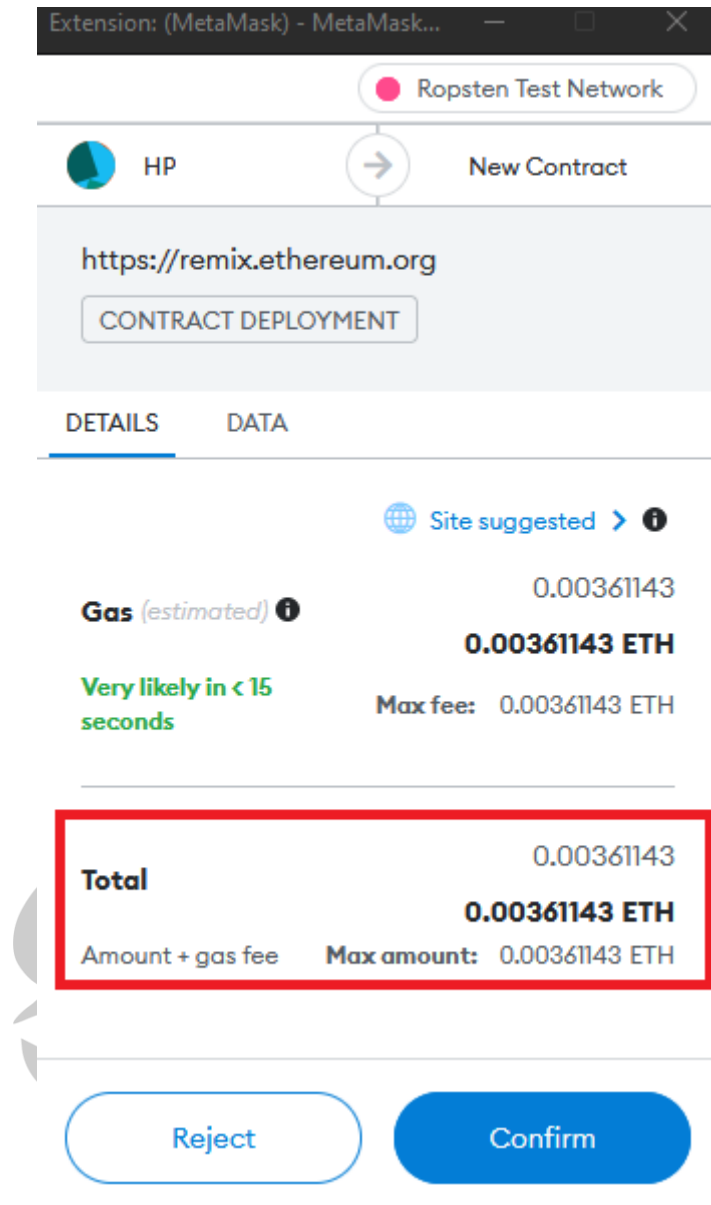 Extension: (MetaMask) - MetaMask...
Ropsten Test Network
HP
New Contract
https://remix.ethereum.org
CONTRACT DEPLOYMENT
DETAILS DATA
Site suggested
0.00361143
Gas (estimated)
0.00361143 ETH
Very likely in < 15
seconds
Max fee: 0.00361143 ETH
0.00361143
Total
0.00361143 ETH
Amount + gas fee Max amount: 0.00361143 ETH
Reject Confirm